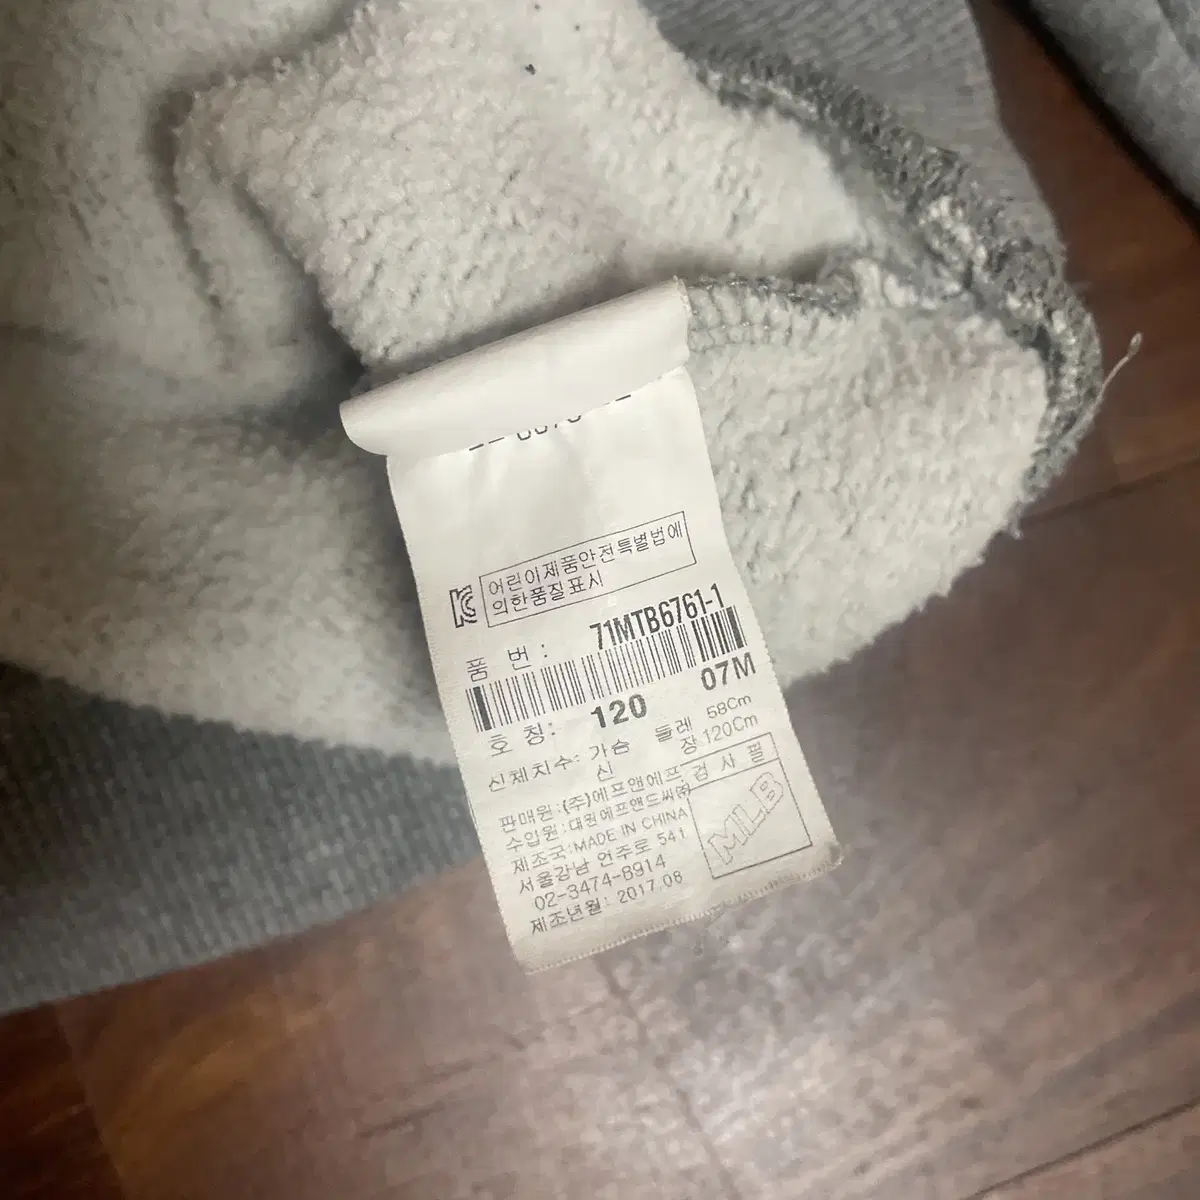 어린이제품안전특별법에
의한품질표시
품 번 : 71MTB6761-1
07M
호 칭: 120
신체치수: 가슴 둘레 58Cm
신 장 120Cm
판매원:(주)에프앤에프
검 사 필
수입원:대원에프앤드씨㈜
MLB
제조국:MADE IN CHINA
서울강남 언주로 541
02-3474-8914
제조년월: 2017.08